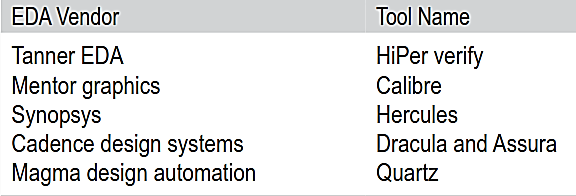 EDA Vendor Tool Name
Tanner EDA HiPer verify
Mentor graphics Calibre
Synopsys Hercules
Cadence design systems Dracula and Assura
Magma design automation Quartz